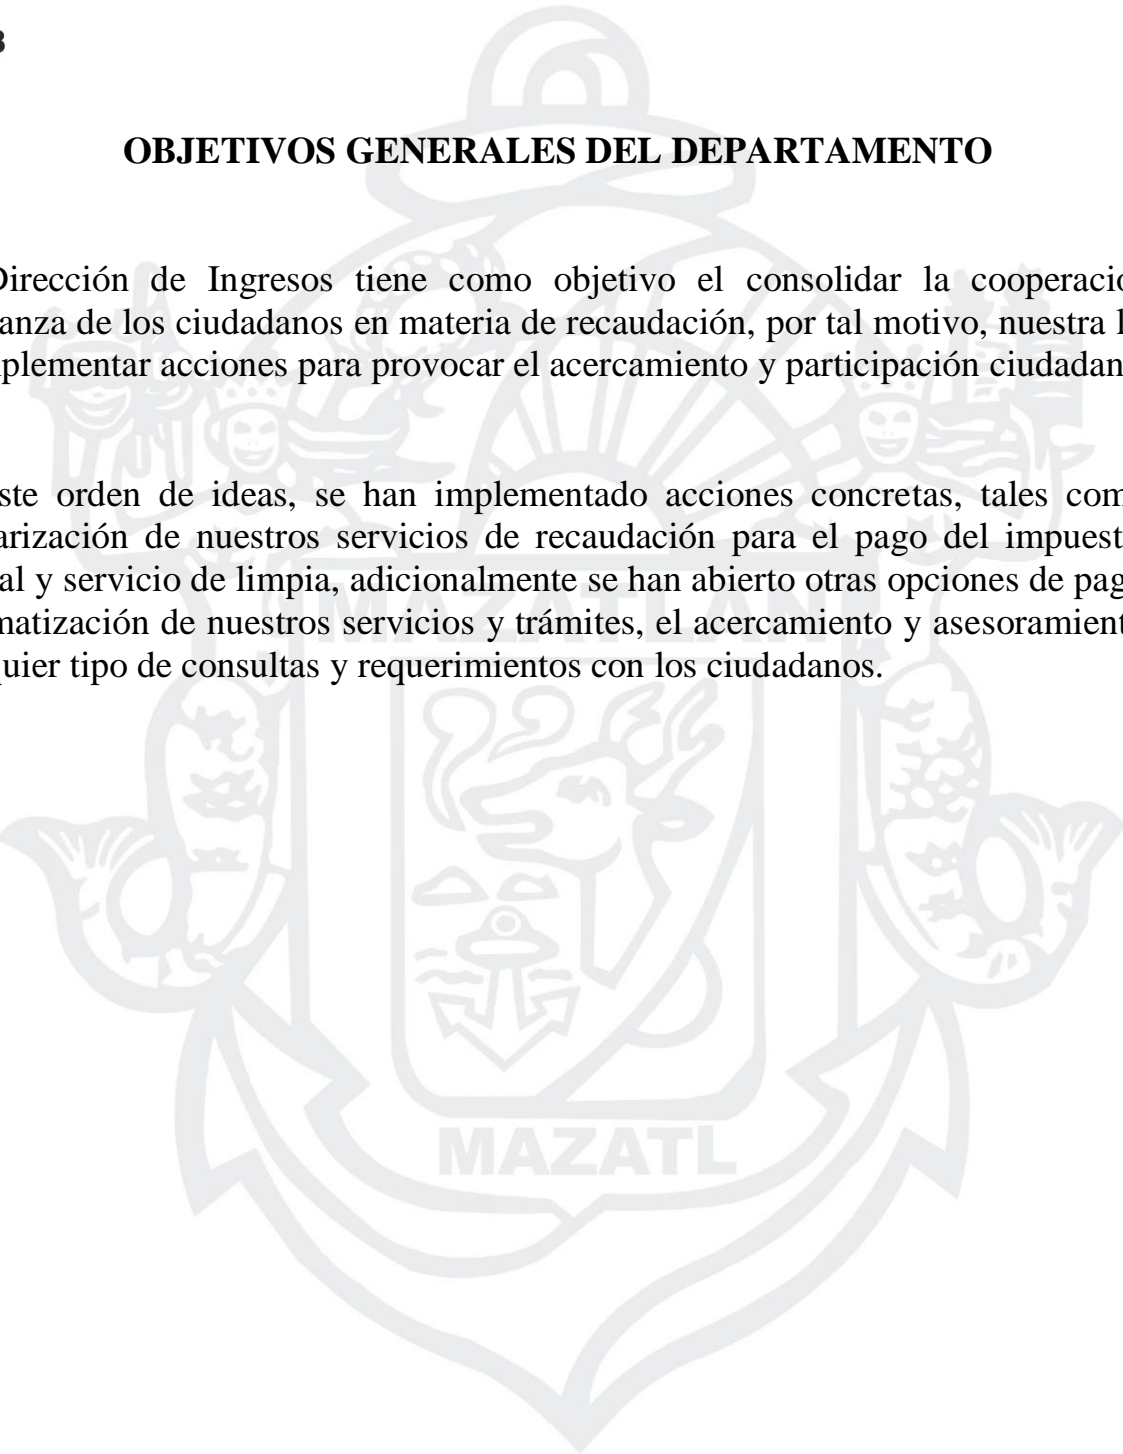 3
OBJETIVOS GENERALES DEL DEPARTAMENTO
Dirección de Ingresos tiene como objetivo el consolidar la cooperació
anza de los ciudadanos en materia de recaudación, por tal motivo, nuestra l
plementar acciones para provocar el acercamiento y participación ciudadan
ste orden de ideas, se han implementado acciones concretas, tales com
arización de nuestros servicios de recaudación para el pago del impuest
al y servicio de limpia, adicionalmente se han abierto otras opciones de pag
MAZATLAN
matización de nuestros servicios y trámites, el acercamiento y asesoramient
quier tipo de consultas y requerimientos con los ciudadanos.
MAZATL